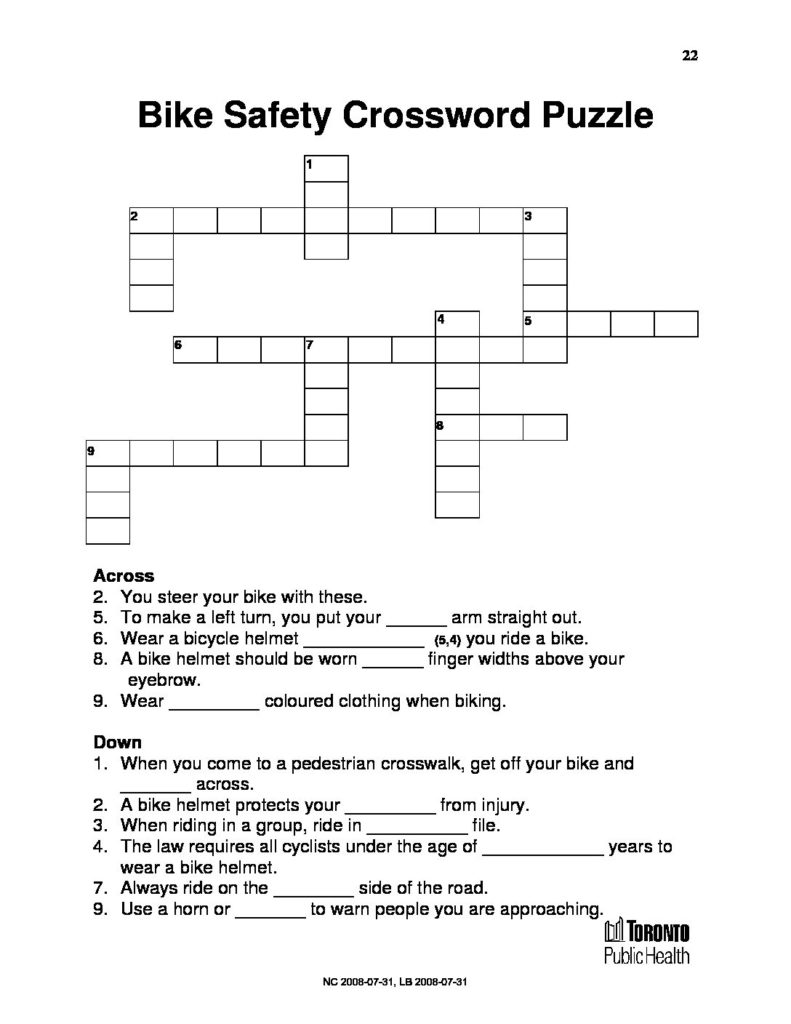 22
Bike Safety Crossword Puzzle
1
2 3
4 5
6 7
8
9
Across
2. You steer your bike with these.
5. To make a left turn, you put your ______ arm straight out.
6. Wear a bicycle helmet ____________ (5,4) you ride a bike.
8. A bike helmet should be worn ______ finger widths above your
eyebrow.
9. Wear _________ coloured clothing when biking.
Down
1. When you come to a pedestrian crosswalk, get off your bike and
_______ across.
2. A bike helmet protects your _________ from injury.
3. When riding in a group, ride in __________ file.
4. The law requires all cyclists under the age of ____________ years to
wear a bike helmet.
7. Always ride on the ________ side of the road.
9. Use a horn or _______ to warn people you are approaching.
TORONTO
Public Health
NC 2008-07-31, LB 2008-07-31